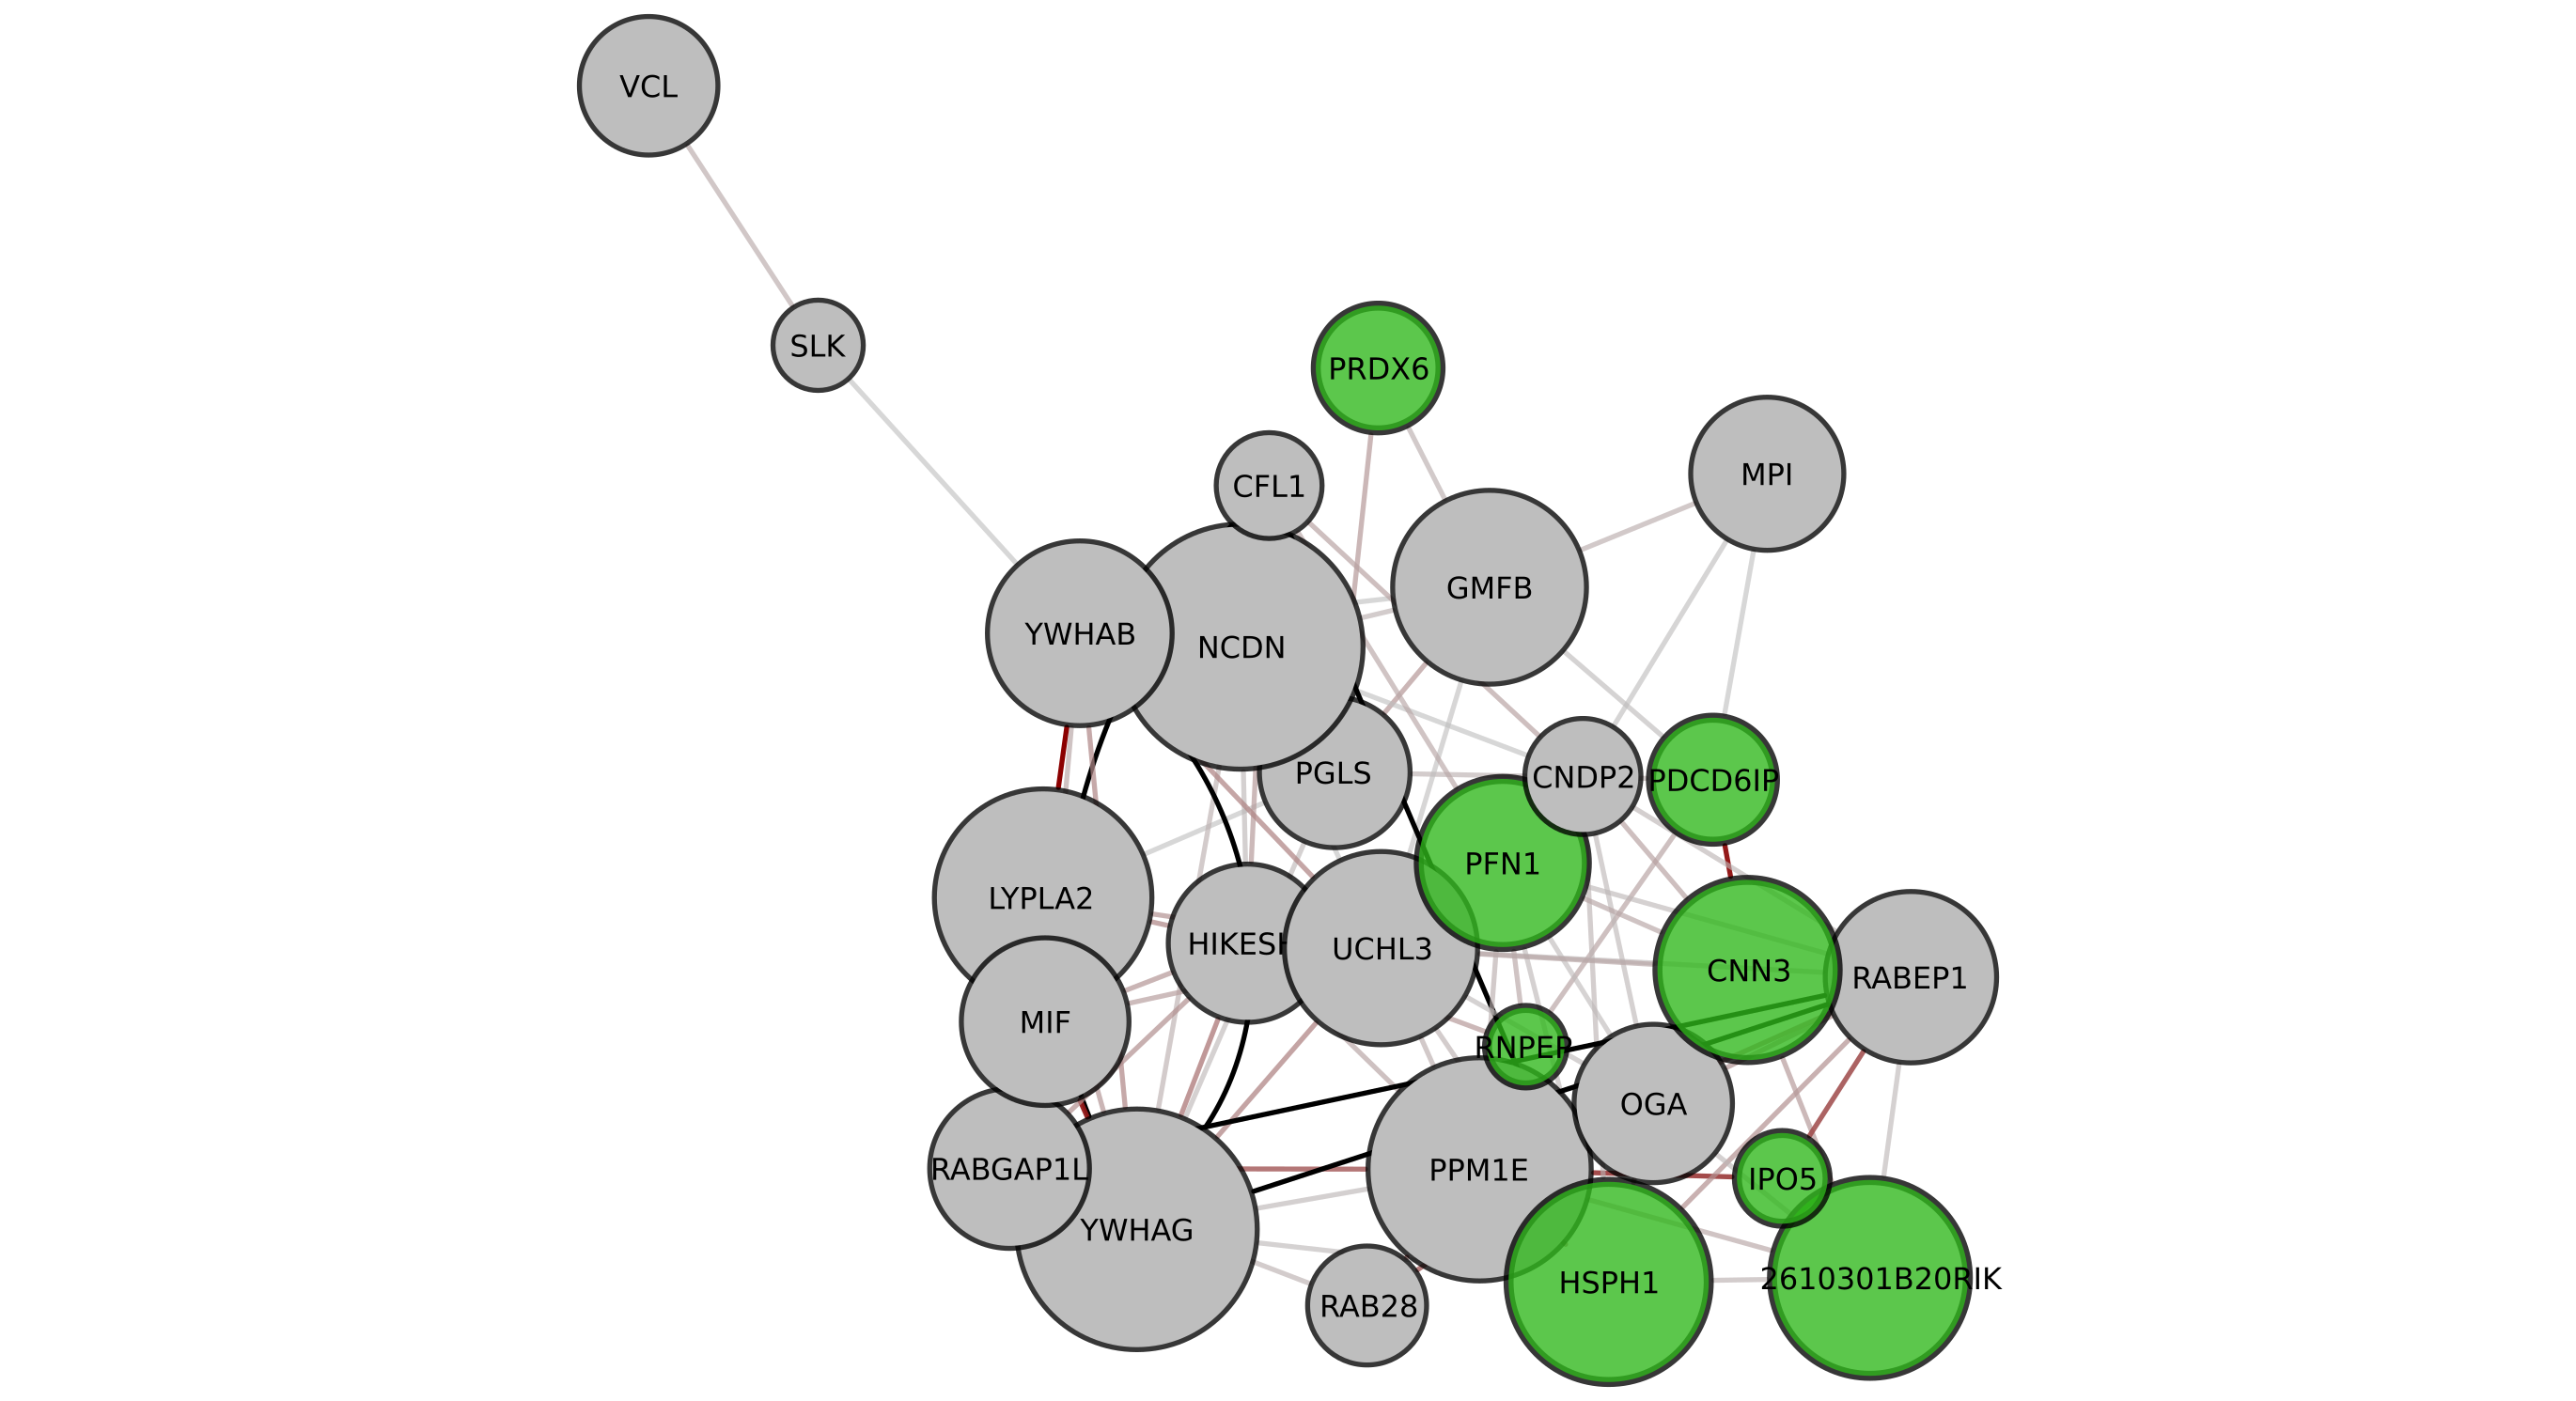 VCL
SLK
PRDX6
MPI
CFL1
GMFB
YWHAB
NCDN
PGLS
CNDP2
PDCD6IP
PFN1
LYPLA2
HIKESH
UCHL3
CNN3
RABEP1
MIF
RNPEP
OGA
RABGAP1L
PPM1E
IPO5
YWHAG
2610301B20RIK
HSPH1
RAB28